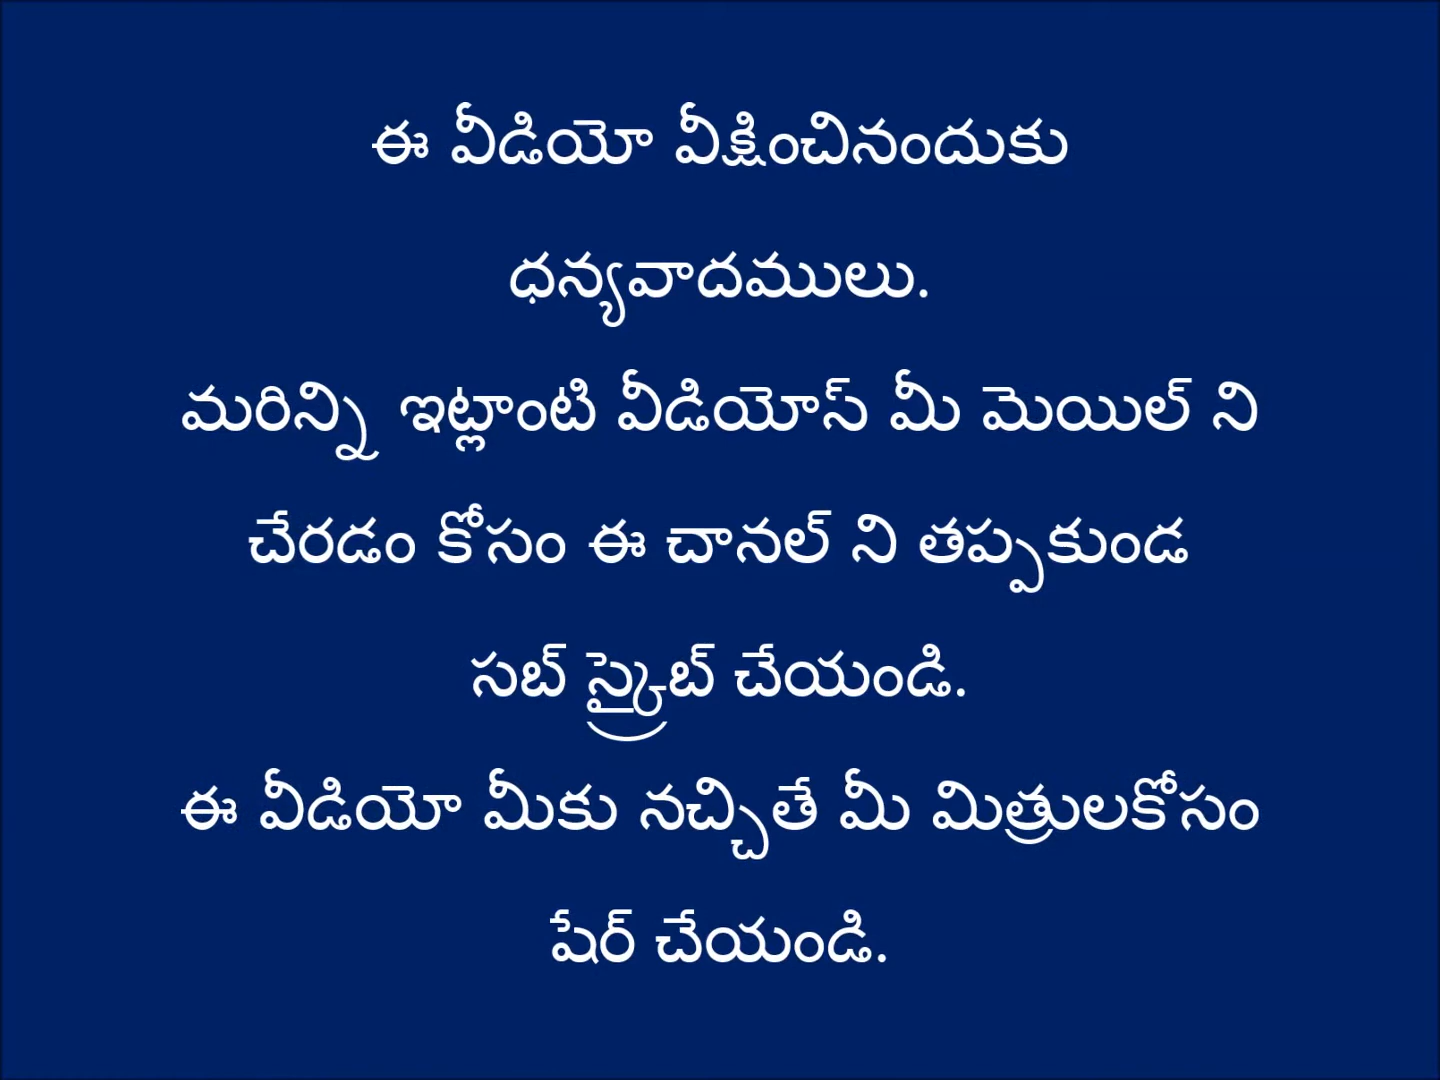 ఈ వీడియో వీక్షించినందుకు
ధన్యవాదములు.
మరిన్ని ఇట్లాంటి వీడియోస్ మీ మెయిల్ ని
చేరడం కోసం ఈ చానల్ ని తప్పకుండ
సబ్ స్క్రైబ్ చేయండి.
ఈ వీడియో మీకు నచ్చితే మీ మిత్రులకోసం
షేర్ చేయండి.